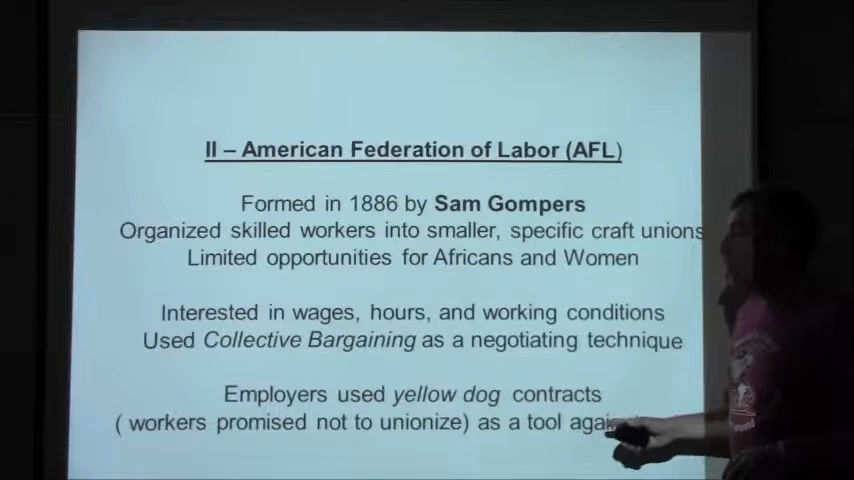 II – American Federation of Labor (AFL)
Formed in 1886 by Sam Gompers
Organized skilled workers into smaller, specific craft unions
Limited opportunities for Africans and Women
Interested in wages, hours, and working conditions
Used Collective Bargaining as a negotiating technique
Employers used yellow dog contracts
( workers promised not to unionize) as a tool